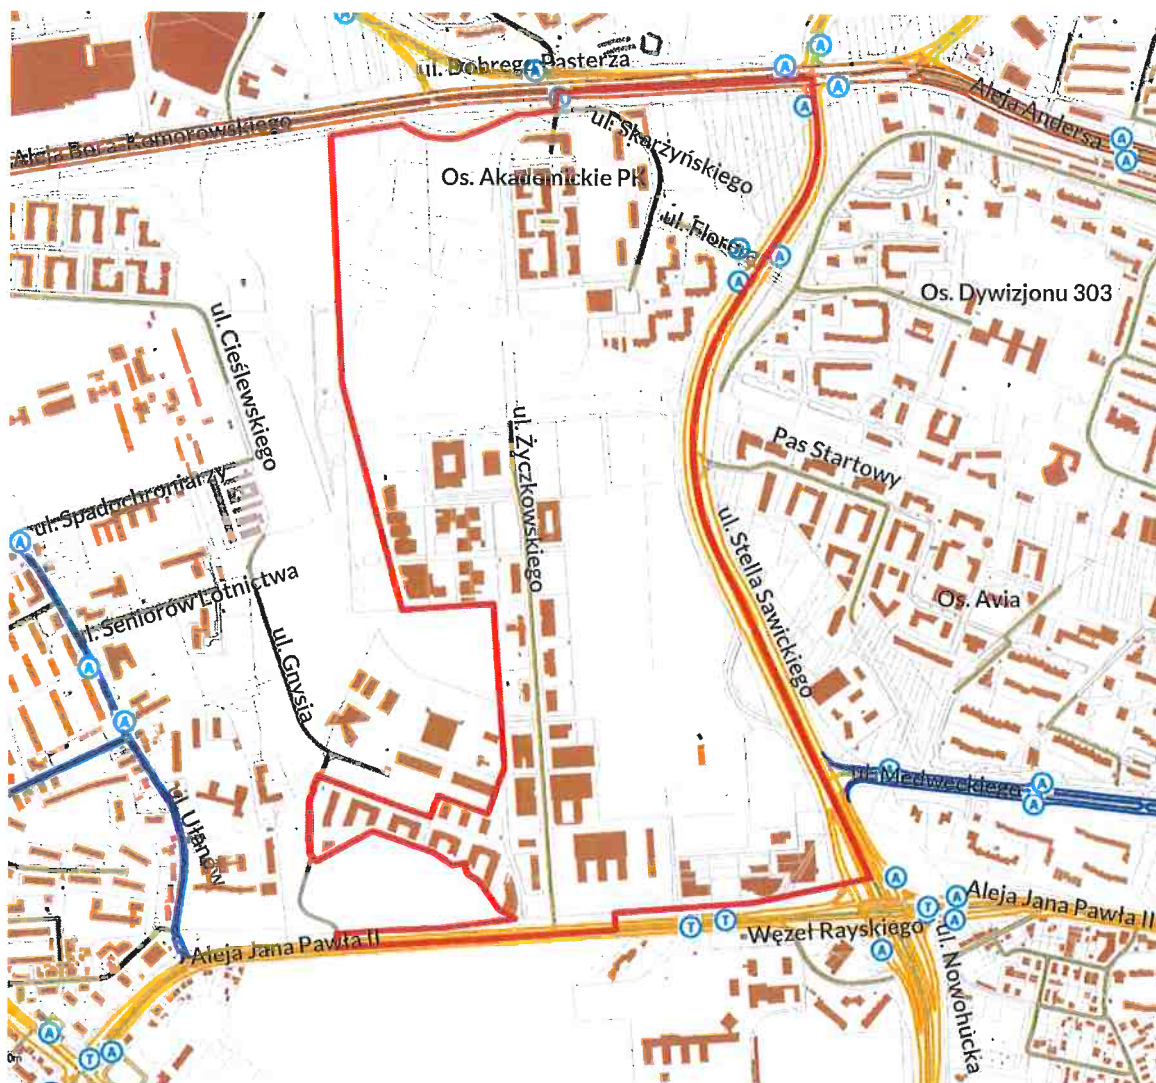 A
A
ul. Dobrego Pasterza
A
A
A
A
Aleja Andersa
A
A
Aleja Bora-Komorowskiego
ul. Skarżyńskiego
Os. Akademickie PK
A
A
A
Os. Dywizjonu 303
ul. Cieślewskiego
ul. Życzkowskiego
Pas Startowy
ul. Spadochroniarzy
A
ul. Stella Sawickiego
ul. Seniorów Lotnictwa
Os. Avia
ul. Gnysia
A
A
ul. Medweckiego
A
A
ul. Ułanów
A
Aleja Jana Pawła II
A
T
A
T
T
Węzeł Rayskiego
Aleja Jana Pawła II
A
ul. Nowohucka
A
T
A